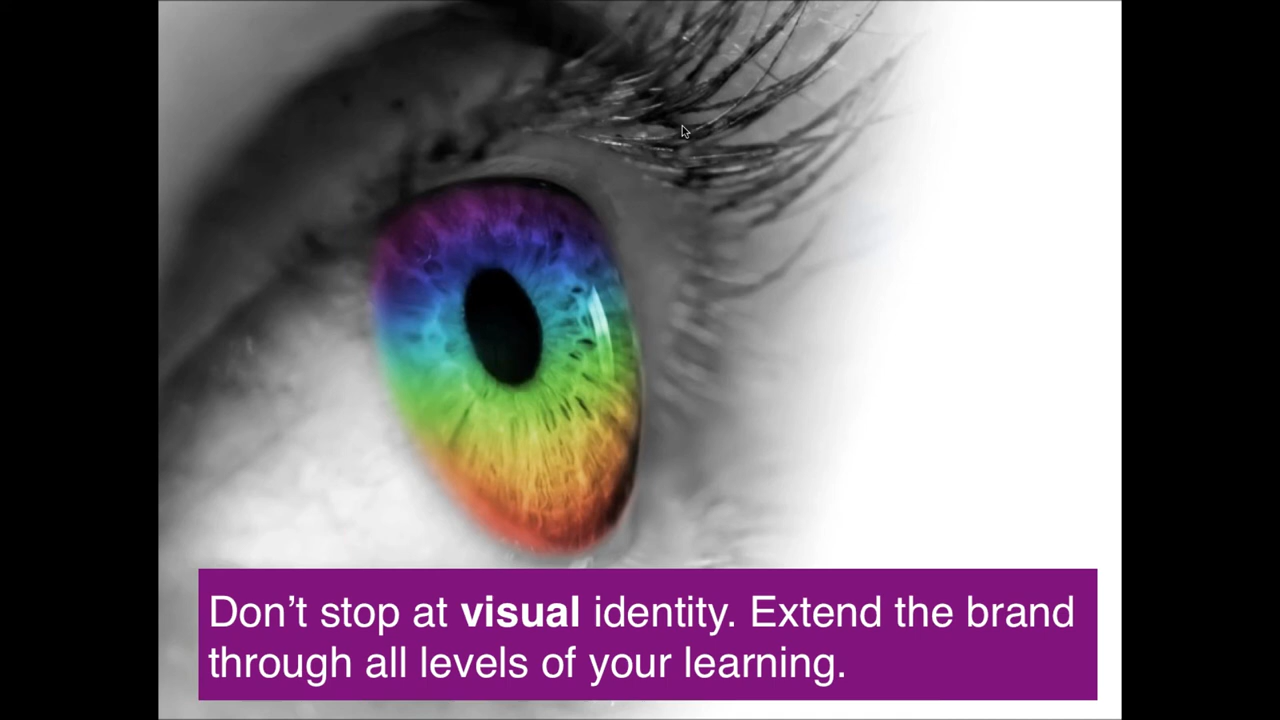 Don’t stop at visual identity. Extend the brand
through all levels of your learning.